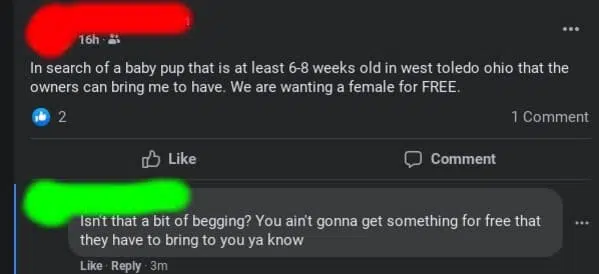 16h
In search of a baby pup that is at least 6-8 weeks old in west toledo ohio that the
owners can bring me to have. We are wanting a female for FREE.
2
1 Comment
Like
Comment
Isn't that a bit of begging? You ain't gonna get something for free that
they have to bring to you ya know
Like · Reply · 3m